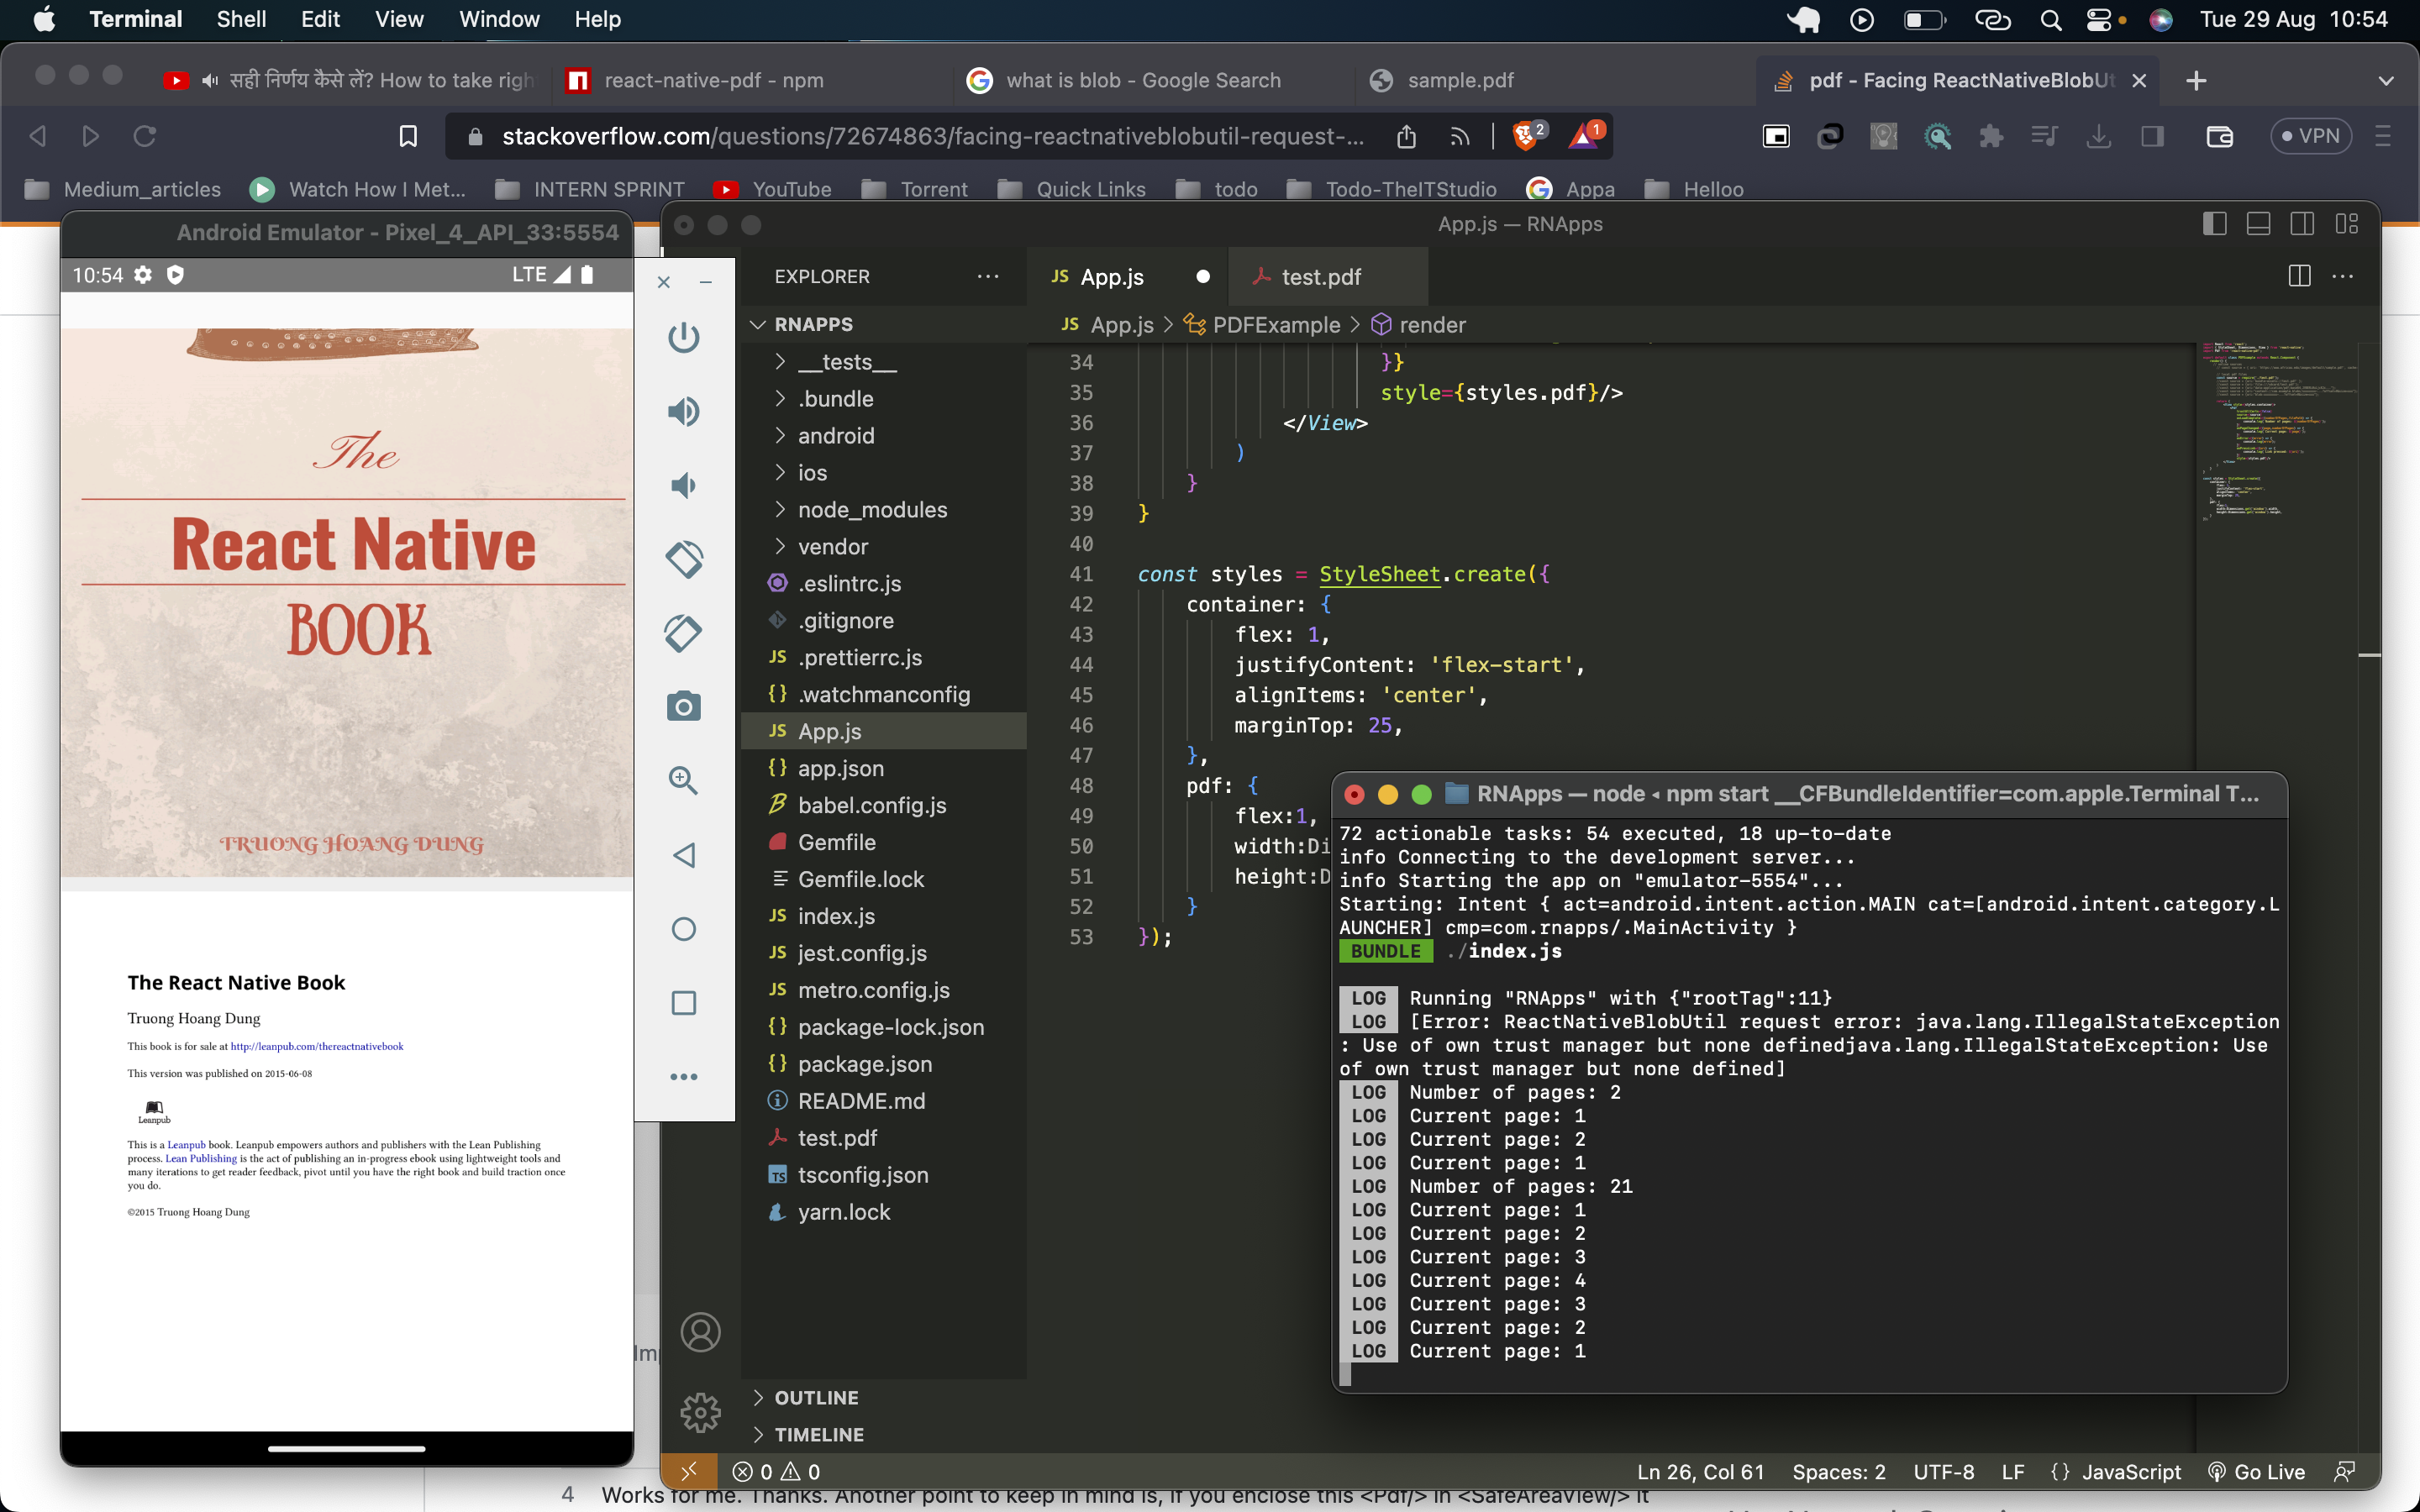 Terminal Shell Edit View Window Help
Tue 29 Aug 10:54
सही निर्णय कैसे लें? How to take righ
react-native-pdf - npm
what is blob - Google Search
sample.pdf
pdf - Facing ReactNativeBlobUt
stackoverflow.com/questions/72674863/facing-reactnativeblobutil-request-...
2
1
VPN
Medium_articles
Watch How I Met...
INTERN SPRINT
YouTube
Torrent
Quick Links
todo
Todo-TheITStudio
Appa
Helloo
Android Emulator - Pixel_4_API_33:5554
10:54
LTE
The
React Native
BOOK
TRUONG HOANG DUNG
The React Native Book
Truong Hoang Dung
This book is for sale at http://leanpub.com/thereactnativebook
This version was published on 2015-06-08
Leanpub
This is a Leanpub book. Leanpub empowers authors and publishers with the Lean Publishing
process. Lean Publishing is the act of publishing an in-progress ebook using lightweight tools and
many iterations to get reader feedback, pivot until you have the right book and build traction once
you do.
©2015 Truong Hoang Dung
App.js — RNApps
EXPLORER
RNAPPS
__tests__
.bundle
android
ios
node_modules
vendor
.eslintrc.js
.gitignore
JS .prettierrc.js
{} .watchmanconfig
JS App.js
{} app.json
babel.config.js
Gemfile
Gemfile.lock
JS index.js
JS jest.config.js
JS metro.config.js
{} package-lock.json
{} package.json
README.md
test.pdf
TS tsconfig.json
yarn.lock
OUTLINE
TIMELINE
JS App.js
test.pdf
JS App.js > PDFExample > render
34 }}
35 style={styles.pdf}/>
36 </View>
37 )
38 }
39 }
40
41 const styles = StyleSheet.create({
42 container: {
43 flex: 1,
44 justifyContent: 'flex-start',
45 alignItems: 'center',
46 marginTop: 25,
47 },
48 pdf: {
49 flex:1,
50 width:Di
51 height:D
52 }
53 });
RNApps — node ◂ npm start __CFBundleIdentifier=com.apple.Terminal T...
72 actionable tasks: 54 executed, 18 up-to-date
info Connecting to the development server...
info Starting the app on "emulator-5554"...
Starting: Intent { act=android.intent.action.MAIN cat=[android.intent.category.L
AUNCHER] cmp=com.rnapps/.MainActivity }
BUNDLE ./index.js
LOG Running "RNApps" with {"rootTag":11}
LOG [Error: ReactNativeBlobUtil request error: java.lang.IllegalStateException
: Use of own trust manager but none definedjava.lang.IllegalStateException: Use
of own trust manager but none defined]
LOG Number of pages: 2
LOG Current page: 1
LOG Current page: 2
LOG Current page: 1
LOG Number of pages: 21
LOG Current page: 1
LOG Current page: 2
LOG Current page: 3
LOG Current page: 4
LOG Current page: 3
LOG Current page: 2
LOG Current page: 1
Imp
0 0
Ln 26, Col 61 Spaces: 2 UTF-8 LF {} JavaScript Go Live
4 Works for me. Thanks. Another point to keep in mind is, if you enclose this <Pdf/> in <SafeAreaView/> it